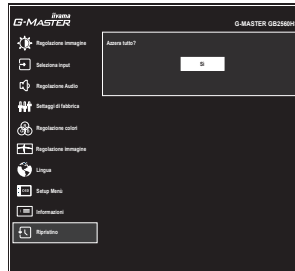 iiyama
G-MASTER
G-MASTER GB2560H
Regolazione immagine
Seleziona input
Regolazione Audio
Settaggi di fabbrica
Regolazione colori
Regolazione immagine
Lingua
OSD
Setup Menù
Informazioni
Ripristino
Azzera tutto?
Sì